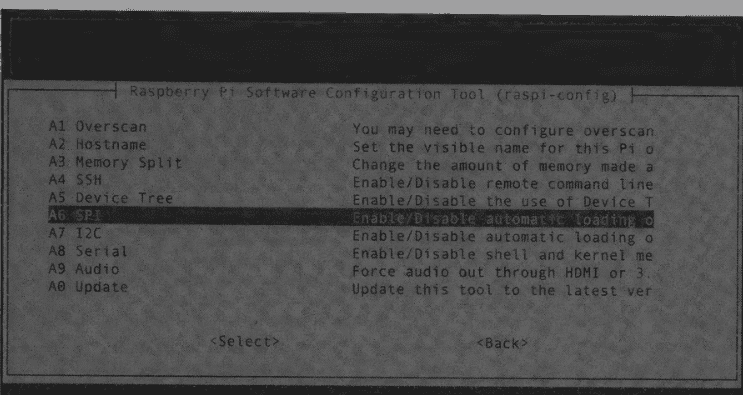 Raspberry Pi Software Configuration Tool (raspi-config)
A1 Overscan You may need to configure overscan
A2 Hostname Set the visible name for this Pi o
A3 Memory Split Change the amount of memory made a
A4 SSH Enable/Disable remote command line
A5 Device Tree Enable/Disable the use of Device T
A6 SPI Enable/Disable automatic loading o
A7 I2C Enable/Disable automatic loading o
A8 Serial Enable/Disable shell and kernel me
A9 Audio Force audio out through HDMI or 3.
A0 Update Update this tool to the latest ver
<Select> <Back>